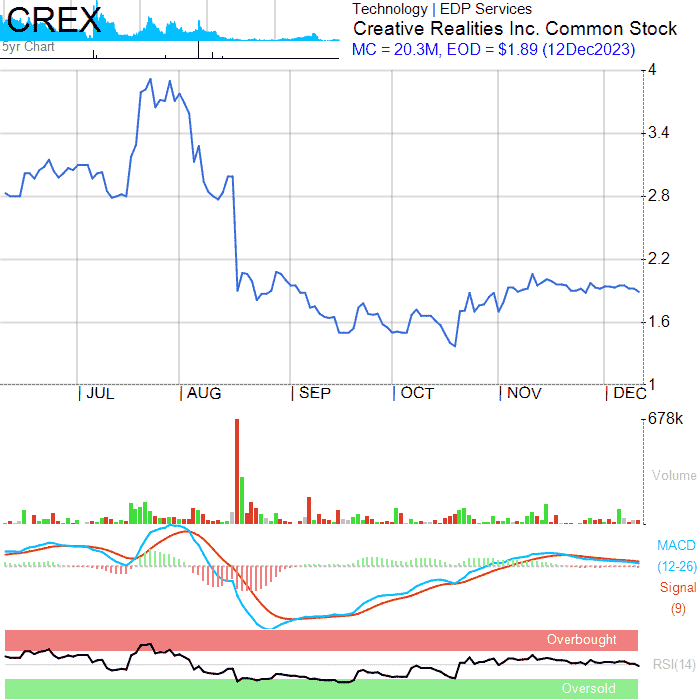 CREX
5yr Chart
Technology | EDP Services
Creative Realities Inc. Common Stock
MC = 20.3M, EOD = $1.89 (12Dec2023)
4
3.4
2.8
2.2
1.6
1
JUL
AUG
SEP
OCT
NOV
DEC
678k
Volume
MACD
(12-26)
Signal
(9)
Overbought
RSI(14)
Oversold